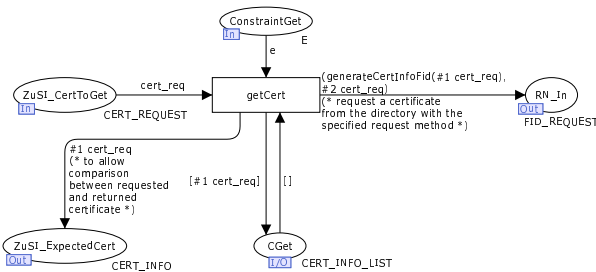 ConstraintGet
In
E
e
ZuSI_CertToGet
In
CERT_REQUEST
cert_req
getCert
(generateCertInfoFid(#1 cert_req),
#2 cert_req)
(* request a certificate
from the directory with the
specified request method *)
RN_In
Out
FID_REQUEST
#1 cert_req
(* to allow
comparison
between requested
and returned
certificate *)
[#1 cert_req]
[]
ZuSI_ExpectedCert
Out
CERT_INFO
CGet
I/O
CERT_INFO_LIST